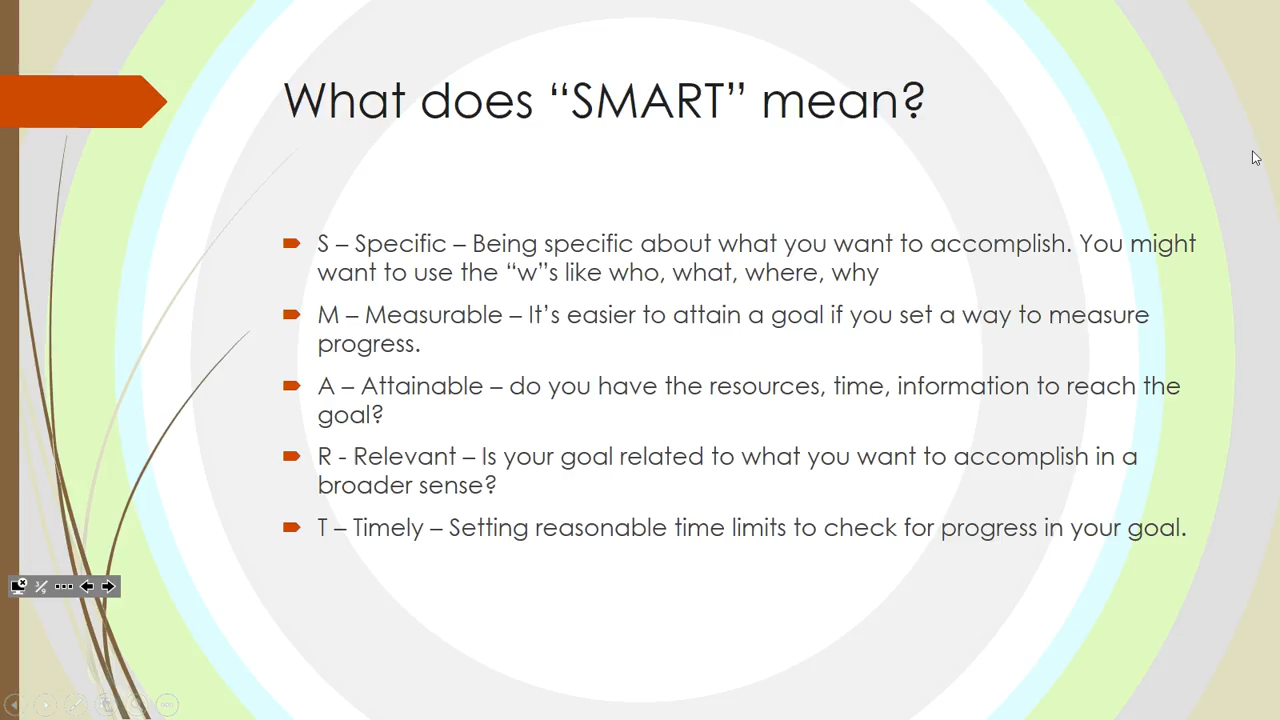 What does “SMART” mean?
S – Specific – Being specific about what you want to accomplish. You might
want to use the “w”s like who, what, where, why
M – Measurable – It’s easier to attain a goal if you set a way to measure
progress.
A – Attainable – do you have the resources, time, information to reach the
goal?
R - Relevant – Is your goal related to what you want to accomplish in a
broader sense?
T – Timely – Setting reasonable time limits to check for progress in your goal.
3/9